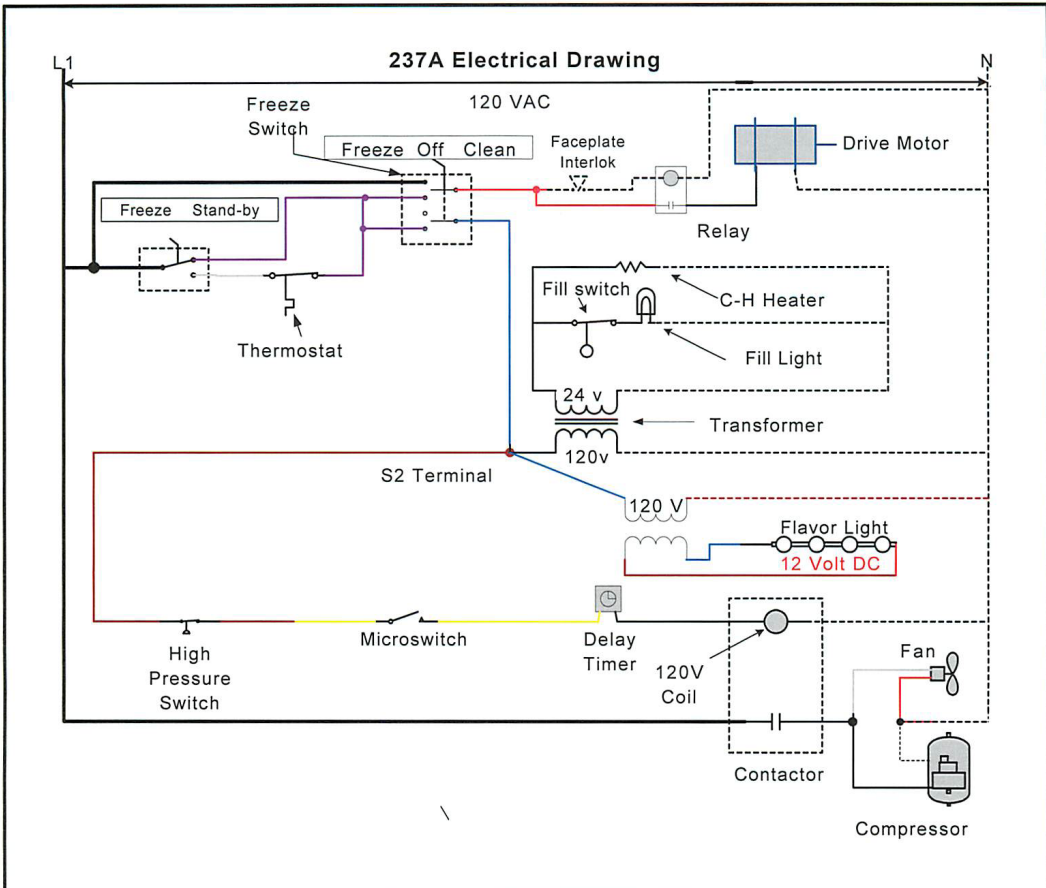 237A Electrical Drawing
L1
N
120 VAC
Freeze
Switch
Freeze Off Clean
Faceplate
Interlok
Drive Motor
Freeze Stand-by
Relay
Thermostat
Fill switch
C-H Heater
Fill Light
24 v
Transformer
120v
S2 Terminal
120 V
Flavor Light
12 Volt DC
High
Pressure
Switch
Microswitch
Delay
Timer
120V
Coil
Fan
Contactor
Compressor